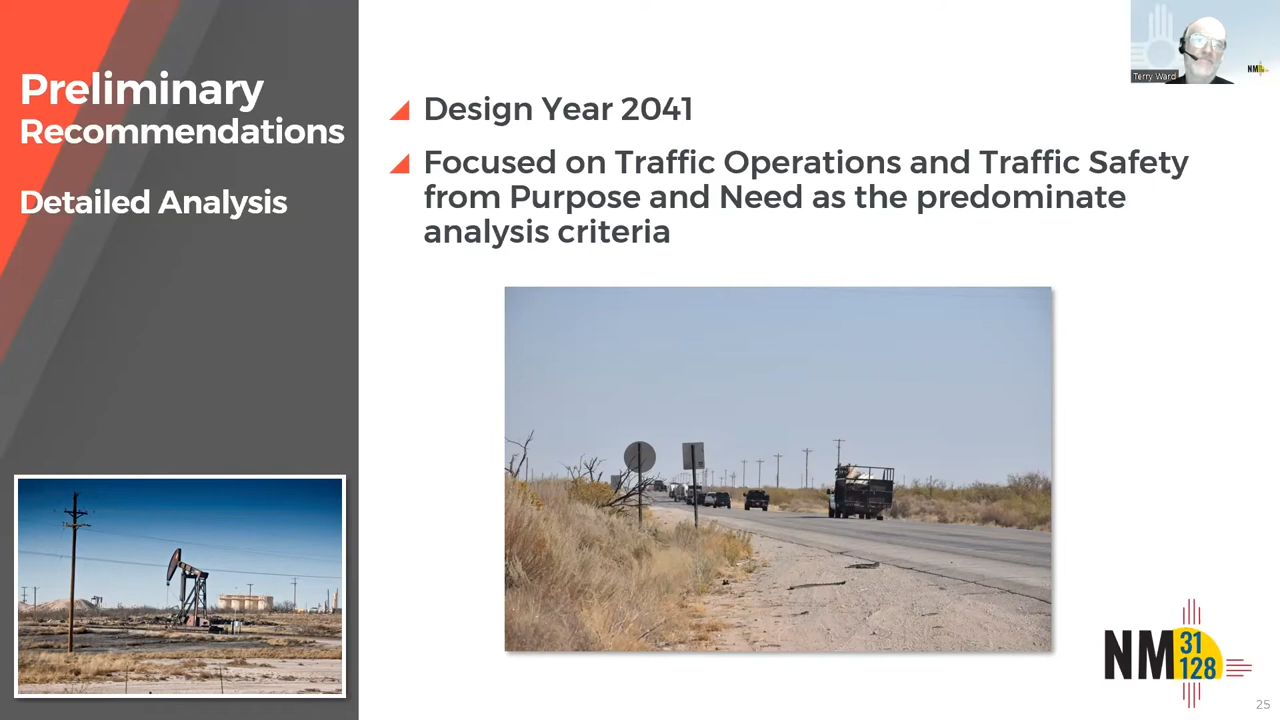 Preliminary
Recommendations
Detailed Analysis
Design Year 2041
Focused on Traffic Operations and Traffic Safety
from Purpose and Need as the predominate
analysis criteria
Terry Ward
NM
NM 31
128
25